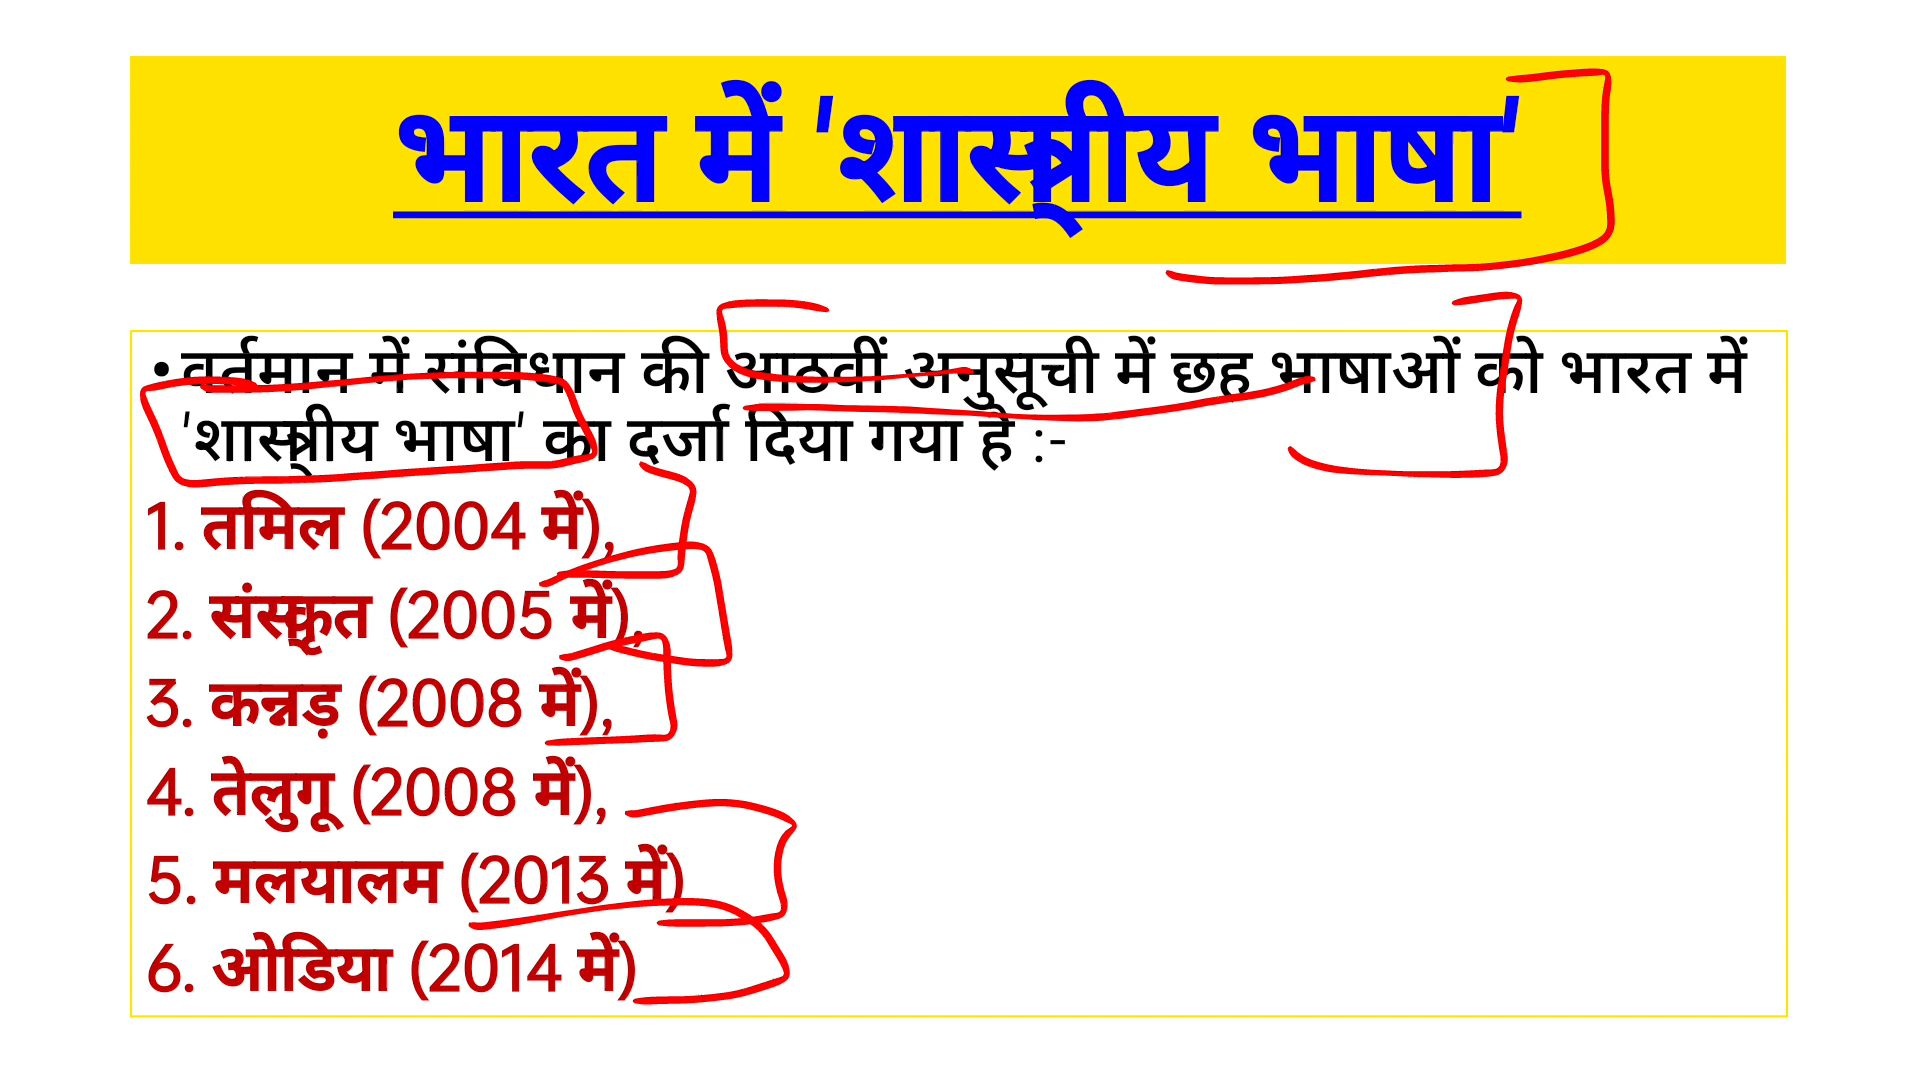 भारत में 'शास्त्रीय भाषा'
• वर्तमान में संविधान की आठवीं अनुसूची में छह भाषाओं को भारत में
'शास्त्रीय भाषा' का दर्जा दिया गया है :-
1. तमिल (2004 में),
2. संस्कृत (2005 में),
3. कन्नड़ (2008 में),
4. तेलुगू (2008 में),
5. मलयालम (2013 में)
6. ओडिया (2014 में)